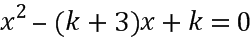 x² − (k + 3)x + k = 0